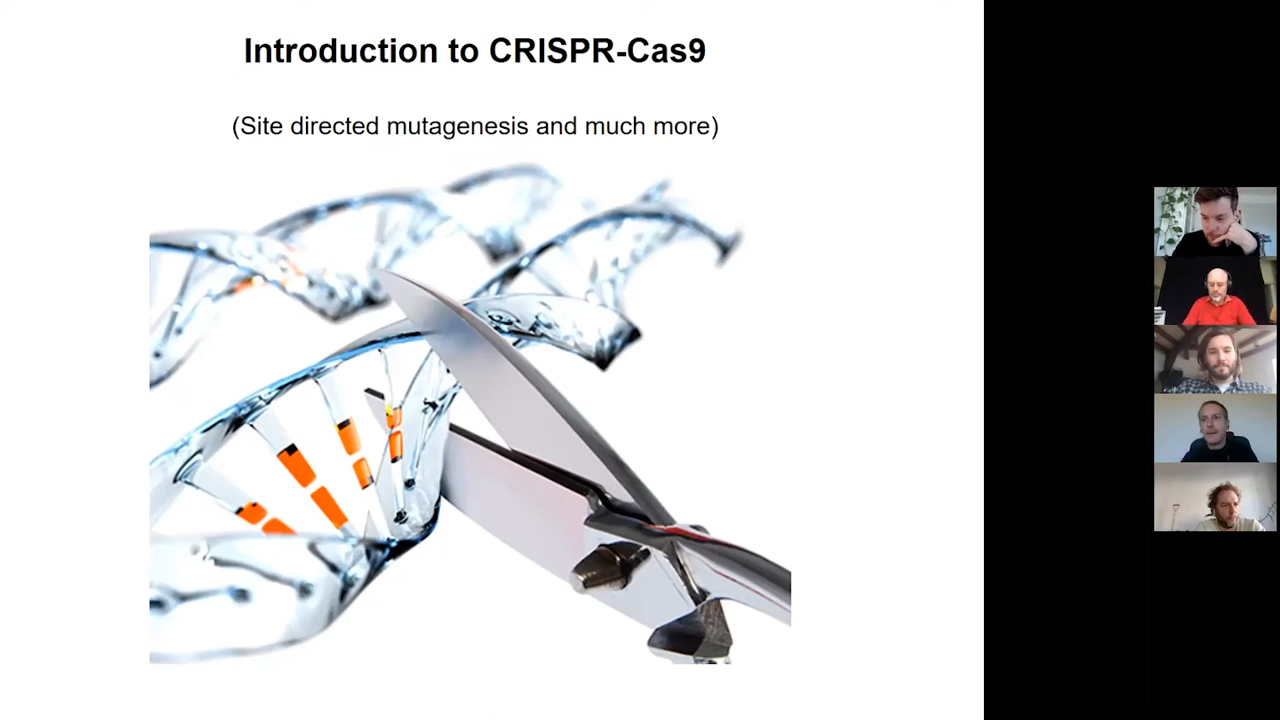 Introduction to CRISPR-Cas9
(Site directed mutagenesis and much more)